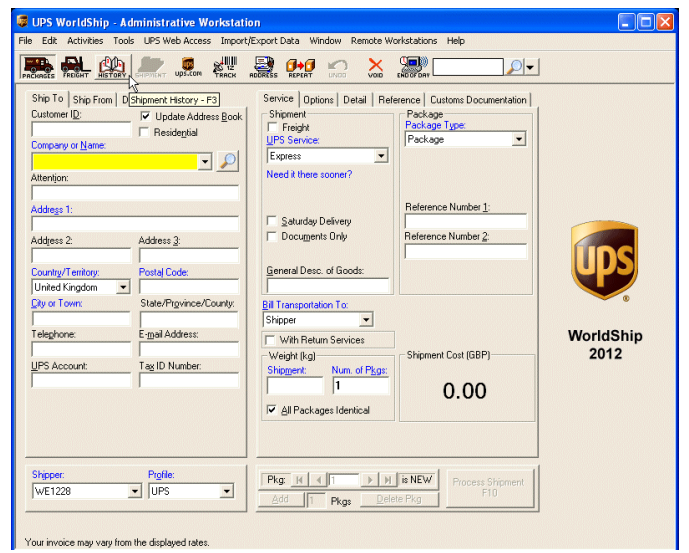 UPS WorldShip - Administrative Workstation
File Edit Activities Tools UPS Web Access Import/Export Data Window Remote Workstations Help
PACKAGES FREIGHT HISTORY SHIPMENT UPS.COM TRACK ADDRESS REPEAT UNDO VOID END OF DAY
Ship To Ship From D Shipment History - F3
Service Options Detail Reference Customs Documentation
Customer ID: Update Address Book
Residential
Company or Name:
Attention:
Address 1:
Address 2: Address 3:
Country/Territory: Postal Code:
United Kingdom
City or Town: State/Province/County:
Telephone: E-mail Address:
UPS Account: Tax ID Number:
Shipment
Freight
UPS Service:
Express
Need it there sooner?
Saturday Delivery
Documents Only
General Desc. of Goods:
Bill Transportation To:
Shipper
With Return Services
Weight (kg)
Shipment: Num. of Pkgs:
1
All Packages Identical
Package
Package Type:
Package
Reference Number 1:
Reference Number 2:
Shipment Cost (GBP)
0.00
ups
WorldShip
2012
Shipper: Profile:
WE1228 UPS
Pkg: 1 is NEW
Add 1 Pkgs Delete Pkg
Process Shipment
F10
Your invoice may vary from the displayed rates.